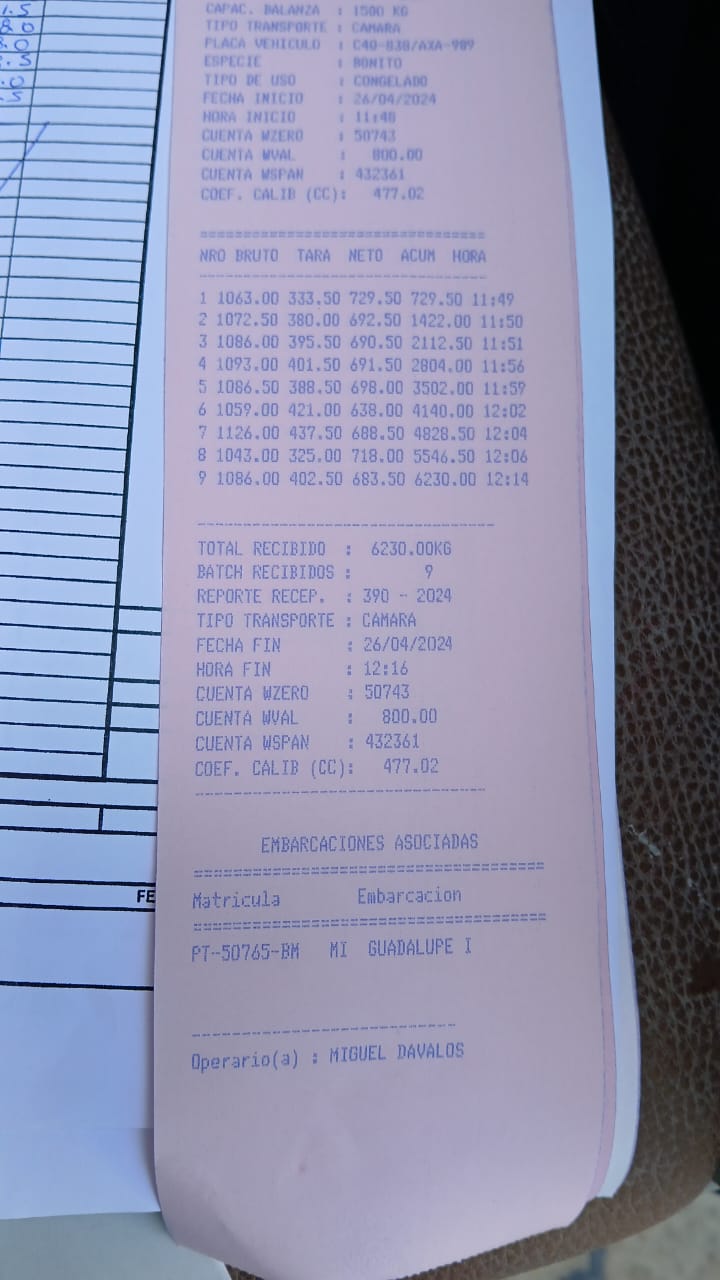 1.5
8.0
8.0
.5
.0
.5
CAPAC. BALANZA : 1500 KG
TIPO TRANSPORTE : CAMARA
PLACA VEHICULO : C40-838/AXA-989
ESPECIE : BONITO
TIPO DE USO : CONGELADO
FECHA INICIO : 26/04/2024
HORA INICIO : 11:48
CUENTA WZERO : 50743
CUENTA WVAL : 800.00
CUENTA WSPAN : 432361
COEF. CALIB (CC): 477.02
==================================
NRO BRUTO TARA NETO ACUM HORA
----------------------------------
1 1063.00 333.50 729.50 729.50 11:49
2 1072.50 380.00 692.50 1422.00 11:50
3 1086.00 395.50 690.50 2112.50 11:51
4 1093.00 401.50 691.50 2804.00 11:56
5 1086.50 388.50 698.00 3502.00 11:59
6 1059.00 421.00 638.00 4140.00 12:02
7 1126.00 437.50 688.50 4828.50 12:04
8 1043.00 325.00 718.00 5546.50 12:06
9 1086.00 402.50 683.50 6230.00 12:14
----------------------------------
TOTAL RECIBIDO : 6230.00KG
BATCH RECIBIDOS : 9
REPORTE RECEP. : 390 - 2024
TIPO TRANSPORTE : CAMARA
FECHA FIN : 26/04/2024
HORA FIN : 12:16
CUENTA WZERO : 50743
CUENTA WVAL : 800.00
CUENTA WSPAN : 432361
COEF. CALIB (CC): 477.02
----------------------------------
EMBARCACIONES ASOCIADAS
========================================
Matricula Embarcacion
========================================
PT-50765-BM MI GUADALUPE I
------------------------------
Operario(a) : MIGUEL DAVALOS
FE